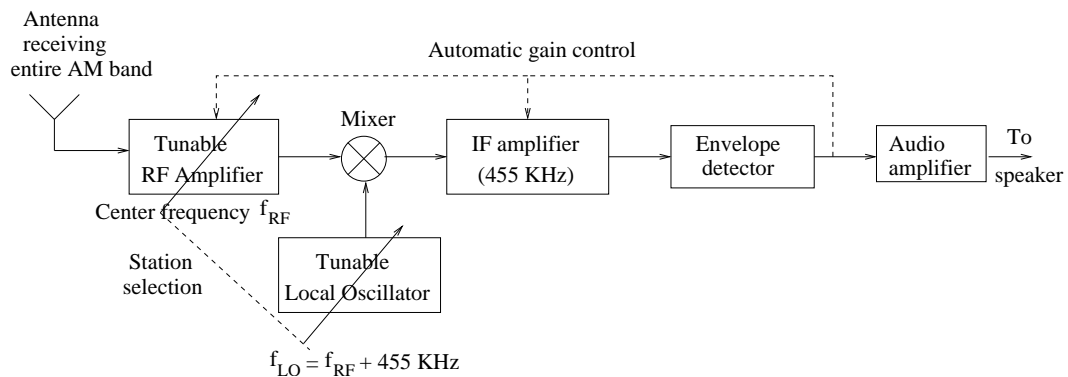 Antenna
receiving
entire AM band
Automatic gain control
Mixer
Tunable
RF Amplifier
IF amplifier
(455 KHz)
Envelope
detector
Audio
amplifier
To
speaker
Center frequency f_RF
Station
selection
Tunable
Local Oscillator
f_LO = f_RF + 455 KHz